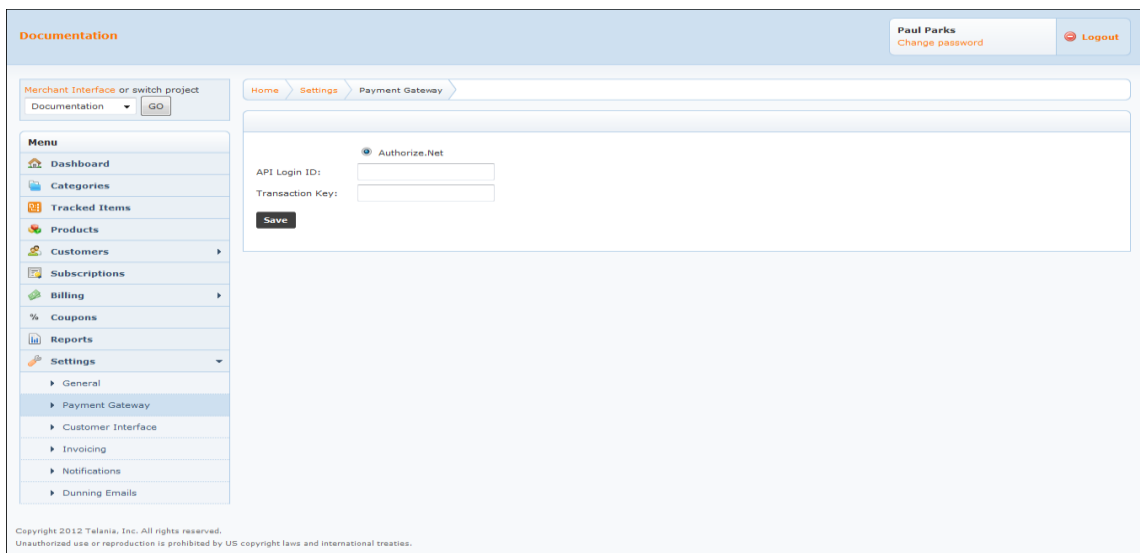 Documentation
Paul Parks
Change password
Logout
Merchant Interface or switch project
Documentation
GO
Home
Settings
Payment Gateway
Menu
Dashboard
Categories
Tracked Items
Products
Customers
Subscriptions
Billing
% Coupons
Reports
Settings
General
Payment Gateway
Customer Interface
Invoicing
Notifications
Dunning Emails
Authorize.Net
API Login ID:
Transaction Key:
Save
Copyright 2012 Telania, Inc. All rights reserved.
Unauthorized use or reproduction is prohibited by US copyright laws and international treaties.